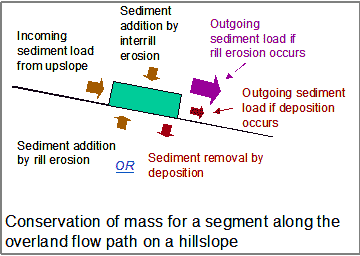 Sediment
addition by
interrill
erosion
Outgoing
sediment load if
rill erosion occurs
Incoming
sediment load
from upslope
Outgoing sediment
load if deposition
occurs
Sediment addition
by rill erosion
OR
Sediment removal by
deposition
Conservation of mass for a segment along the
overland flow path on a hillslope